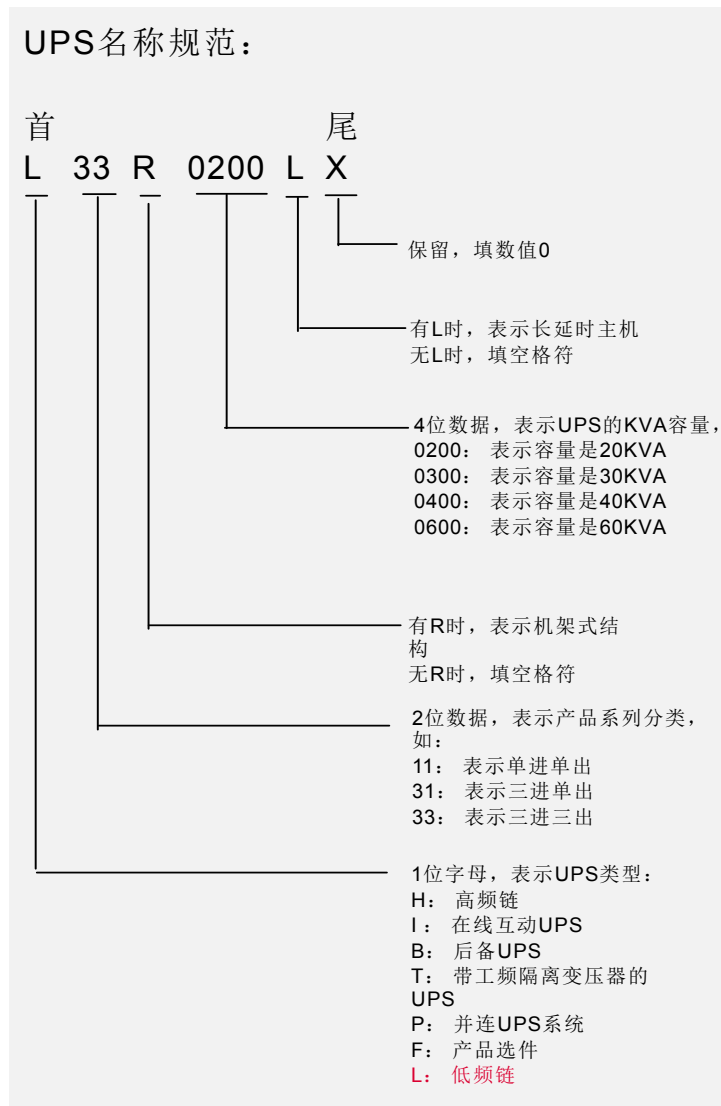 UPS名称规范：
首 尾
L 33 R 0200 L X
保留，填数值0
有L时，表示长延时主机
无L时，填空格符
4位数据，表示UPS的KVA容量，
0200： 表示容量是20KVA
0300： 表示容量是30KVA
0400： 表示容量是40KVA
0600： 表示容量是60KVA
有R时，表示机架式结
构
无R时，填空格符
2位数据，表示产品系列分类，
如：
11： 表示单进单出
31： 表示三进单出
33： 表示三进三出
1位字母，表示UPS类型：
H： 高频链
I： 在线互动UPS
B： 后备UPS
T： 带工频隔离变压器的
UPS
P： 并连UPS系统
F： 产品选件
L： 低频链